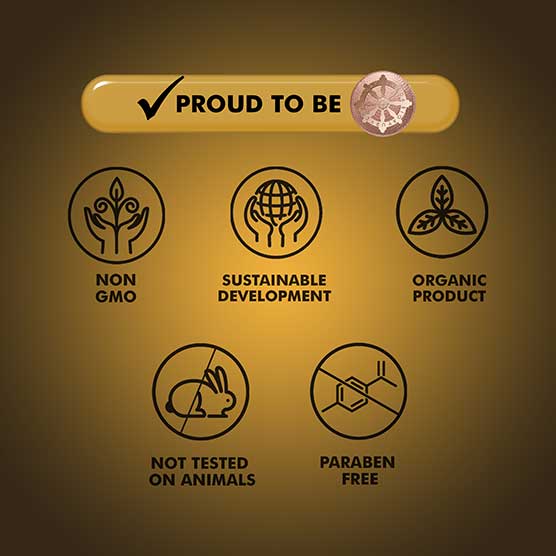 PROUD TO BE
NON
GMO
SUSTAINABLE
DEVELOPMENT
ORGANIC
PRODUCT
NOT TESTED
ON ANIMALS
PARABEN
FREE